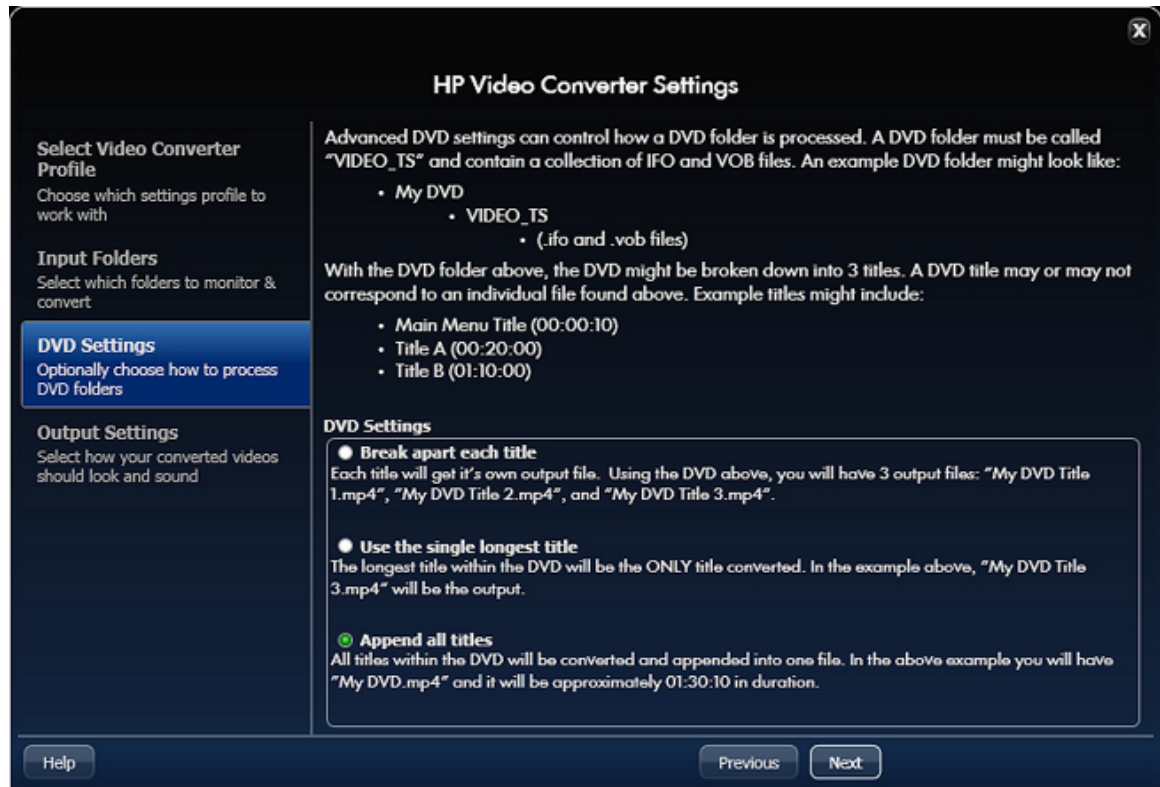 X
HP Video Converter Settings
Select Video Converter
Profile
Choose which settings profile to
work with
Input Folders
Select which folders to monitor &
convert
DVD Settings
Optionally choose how to process
DVD folders
Output Settings
Select how your converted videos
should look and sound
Advanced DVD settings can control how a DVD folder is processed. A DVD folder must be called
"VIDEO_TS" and contain a collection of IFO and VOB files. An example DVD folder might look like:
• My DVD
• VIDEO_TS
• (.ifo and .vob files)
With the DVD folder above, the DVD might be broken down into 3 titles. A DVD title may or may not
correspond to an individual file found above. Example titles might include:
• Main Menu Title (00:00:10)
• Title A (00:20:00)
• Title B (01:10:00)
DVD Settings
Break apart each title
Each title will get it's own output file. Using the DVD above, you will have 3 output files: "My DVD Title
1.mp4", "My DVD Title 2.mp4", and "My DVD Title 3.mp4".
Use the single longest title
The longest title within the DVD will be the ONLY title converted. In the example above, "My DVD Title
3.mp4" will be the output.
Append all titles
All titles within the DVD will be converted and appended into one file. In the above example you will have
"My DVD.mp4" and it will be approximately 01:30:10 in duration.
Help
Previous
Next